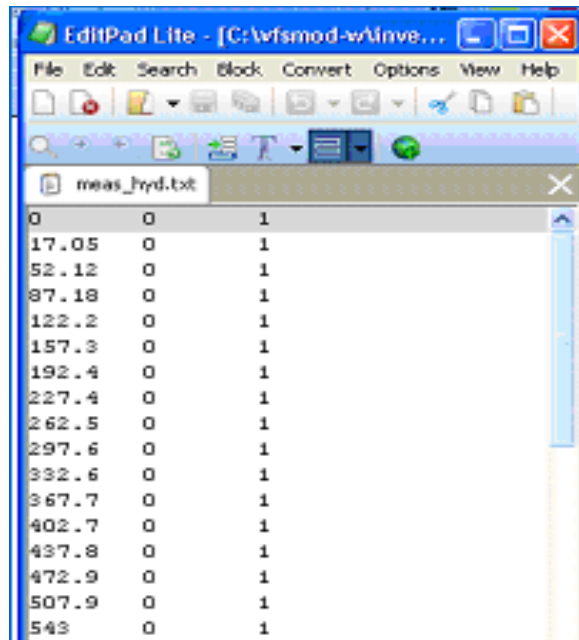 EditPad Lite - [C:\vfsmod-w\inve...
File Edit Search Block Convert Options View Help
meas_hyd.txt
0 0 1
17.05 0 1
52.12 0 1
87.18 0 1
122.2 0 1
157.3 0 1
192.4 0 1
227.4 0 1
262.5 0 1
297.6 0 1
332.6 0 1
367.7 0 1
402.7 0 1
437.8 0 1
472.9 0 1
507.9 0 1
543 0 1